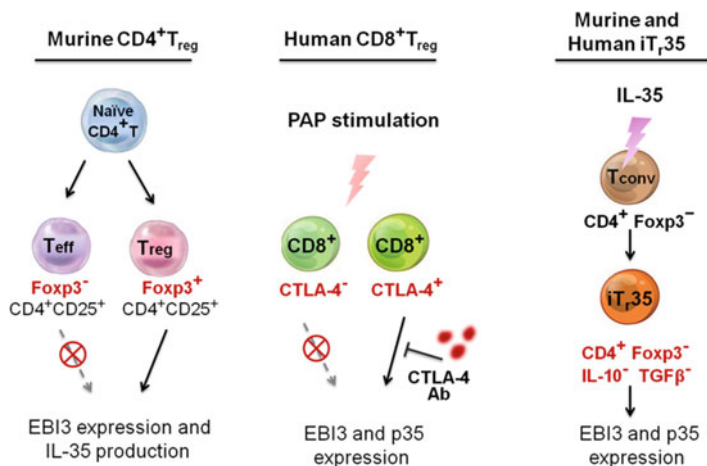 Murine CD4⁺Treg
Naïve
CD4⁺T
Teff
Treg
Foxp3⁻
Foxp3⁺
CD4⁺CD25⁺
CD4⁺CD25⁺
EBI3 expression and
IL-35 production
Human CD8⁺Treg
PAP stimulation
CD8⁺
CD8⁺
CTLA-4⁻
CTLA-4⁺
CTLA-4
Ab
EBI3 and p35
expression
Murine and
Human iTr35
IL-35
Tconv
CD4⁺ Foxp3⁻
iTr35
CD4⁺ Foxp3⁻
IL-10⁻ TGFβ⁻
EBI3 and p35
expression